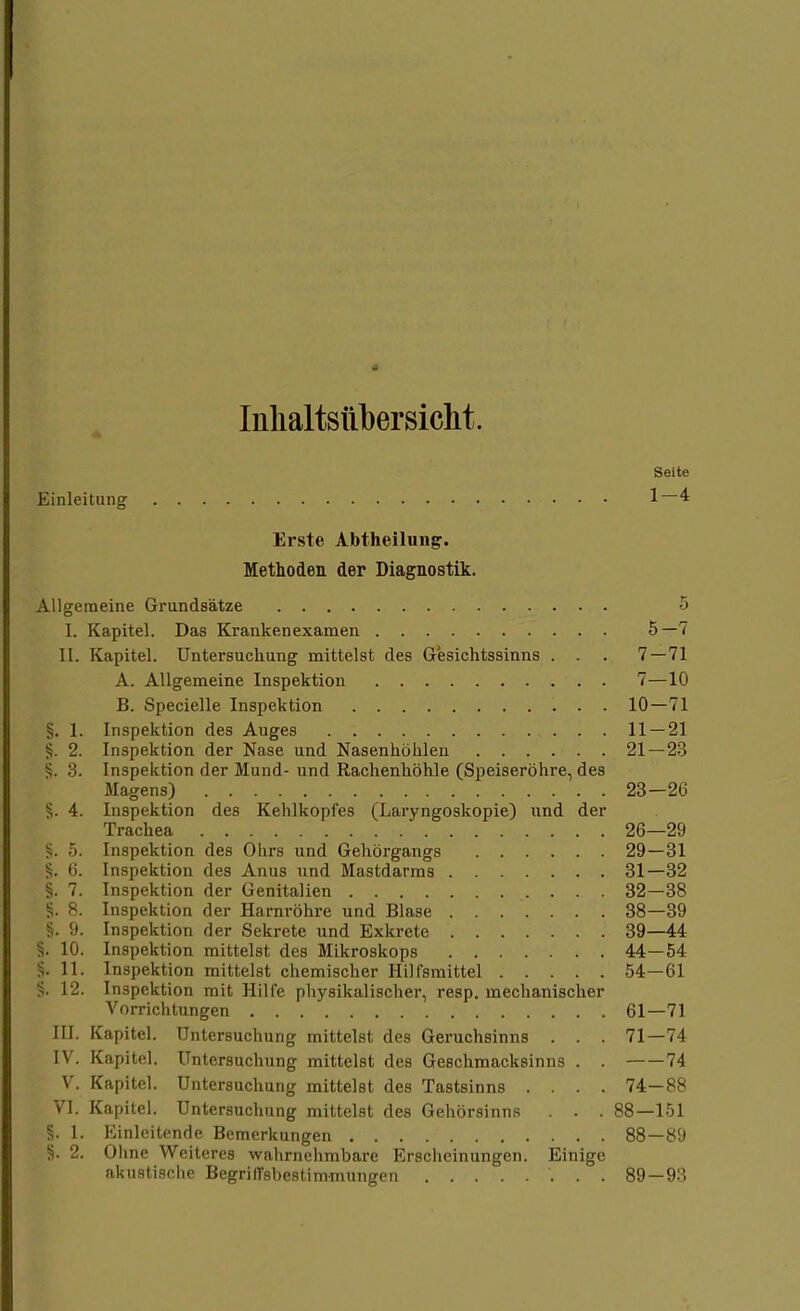 Inhaltsübersicht.
Seite
Einleitung . . . . . . . . . . . . . . . . . . . 1—4
Erste Abtheilung.
Methoden der Diagnostik.
Allgemeine Grundsätze . . . . . . . . . . . . . . 5
I. Kapitel. Das Krankenexamen . . . . . . . . . . 5—7
II. Kapitel. Untersuchung mittelst des Gesichtssinns . . . 7—71
A. Allgemeine Inspektion . . . . . . . . . . 7—10
B. Specielle Inspektion . . . . . . . . . . . 10—71
§. 1. Inspektion des Auges . . . . . . . . . . . . 11—21
§. 2. Inspektion der Nase und Nasenhöhlen . . . . . . 21—23
§. 3. Inspektion der Mund- und Rachenhöhle (Speiseröhre, des
Magens) . . . . . . . . . . . . . . . . . 23—26
§. 4. Inspektion des Kehlkopfes (Laryngoskopie) und der
Trachea . . . . . . . . . . . . . . . . . 26—29
§. 5. Inspektion des Ohrs und Gehörgangs . . . . . . 29—31
§. 6. Inspektion des Anus und Mastdarms . . . . . . . 31—32
§. 7. Inspektion der Genitalien . . . . . . . . . . . 32—38
§. 8. Inspektion der Harnröhre und Blase . . . . . . . 38—39
§. 9. Inspektion der Sekrete und Exkrete . . . . . . . 39—44
§. 10. Inspektion mittelst des Mikroskops . . . . . . . 44—54
§. 11. Inspektion mittelst chemischer Hilfsmittel . . . . . 54—61
§. 12. Inspektion mit Hilfe physikalischer, resp. mechanischer
Vorrichtungen . . . . . . . . . . . . . . . 61—71
III. Kapitel. Untersuchung mittelst des Geruchsinns . . . 71—74
IV. Kapitel. Untersuchung mittelst des Geschmacksinns . . ——74
V. Kapitel. Untersuchung mittelst des Tastsinns . . . . 74—88
VI. Kapitel. Untersuchung mittelst des Gehörsinns . . . 88—151
§. 1. Einleitende Bemerkungen . . . . . . . . . . . 88—89
§. 2. Ohne Weiteres wahrnehmbare Erscheinungen. Einige
akustische Begriffsbestimmungen . . . . . . . . 89—93